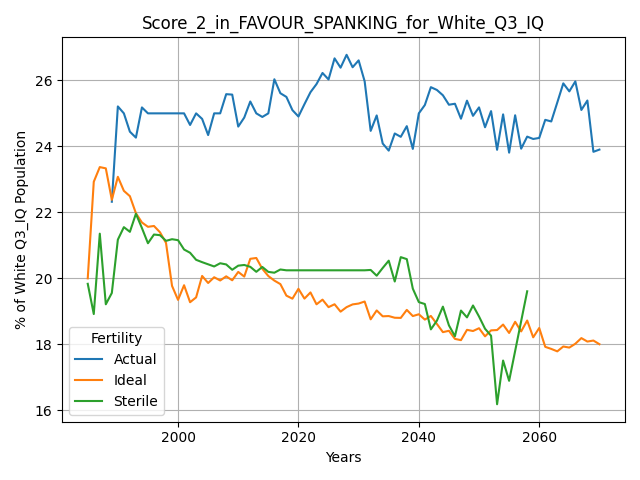 Score_2_in_FAVOUR_SPANKING_for_White_Q3_IQ
% of White Q3_IQ Population
26
24
22
20
18
16
Fertility
Actual
Ideal
Sterile
2000
2020
2040
2060
Years